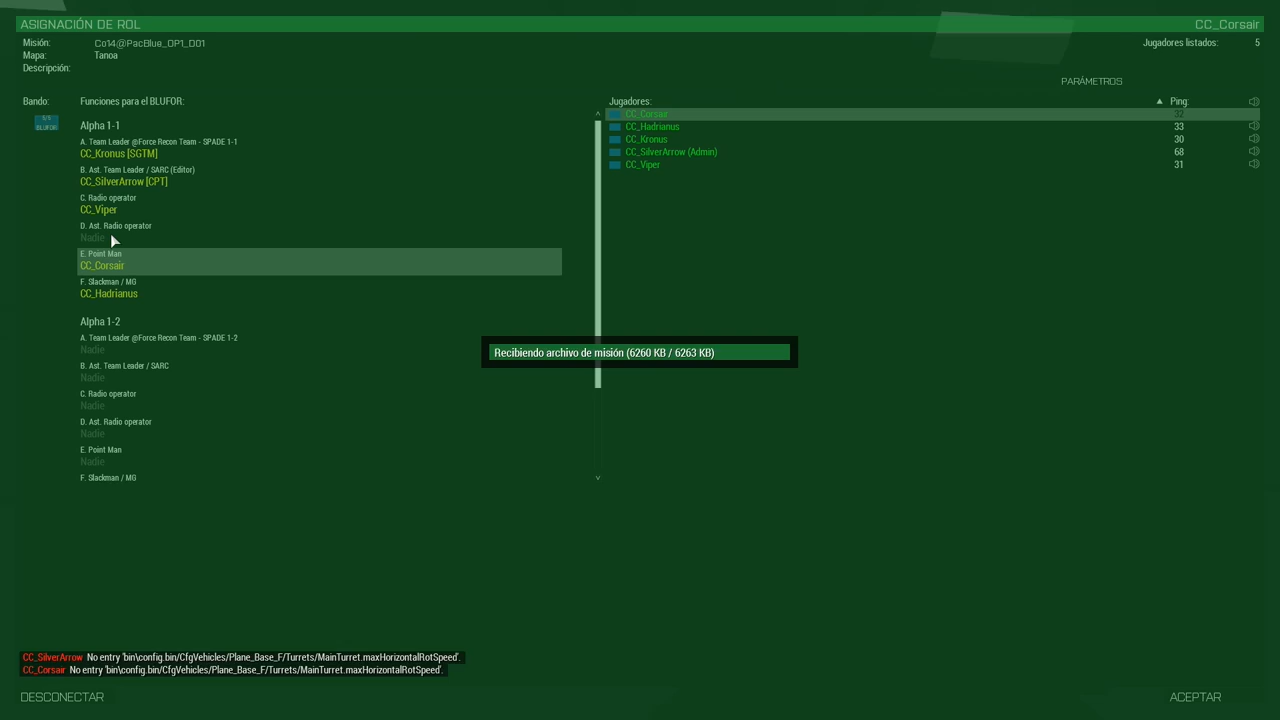 ASIGNACIÓN DE ROL
CC_Corsair
Misión: Co14@PacBlue_OP1_D01
Jugadores listados: 5
Mapa: Tanoa
Descripción:
PARÁMETROS
Bando:
Funciones para el BLUFOR:
Jugadores:
Ping:
BLUFOR
Alpha 1-1
A. Team Leader @Force Recon Team - SPADE 1-1
CC_Kronus [SGTM]
B. Ast. Team Leader / SARC (Editor)
CC_SilverArrow [CPT]
C. Radio operator
CC_Viper
D. Ast. Radio operator
Nadie
E. Point Man
CC_Corsair
F. Slackman / MG
CC_Hadrianus
Alpha 1-2
A. Team Leader @Force Recon Team - SPADE 1-2
Nadie
B. Ast. Team Leader / SARC
Nadie
C. Radio operator
Nadie
D. Ast. Radio operator
Nadie
E. Point Man
Nadie
F. Slackman / MG
CC_Corsair 32
CC_Hadrianus 33
CC_Kronus 30
CC_SilverArrow (Admin) 68
CC_Viper 31
Recibiendo archivo de misión (6260 KB / 6263 KB)
CC_SilverArrow No entry 'bin\config.bin/CfgVehicles/Plane_Base_F/Turrets/MainTurret.maxHorizontalRotSpeed'.
CC_Corsair No entry 'bin\config.bin/CfgVehicles/Plane_Base_F/Turrets/MainTurret.maxHorizontalRotSpeed'.
DESCONECTAR
ACEPTAR